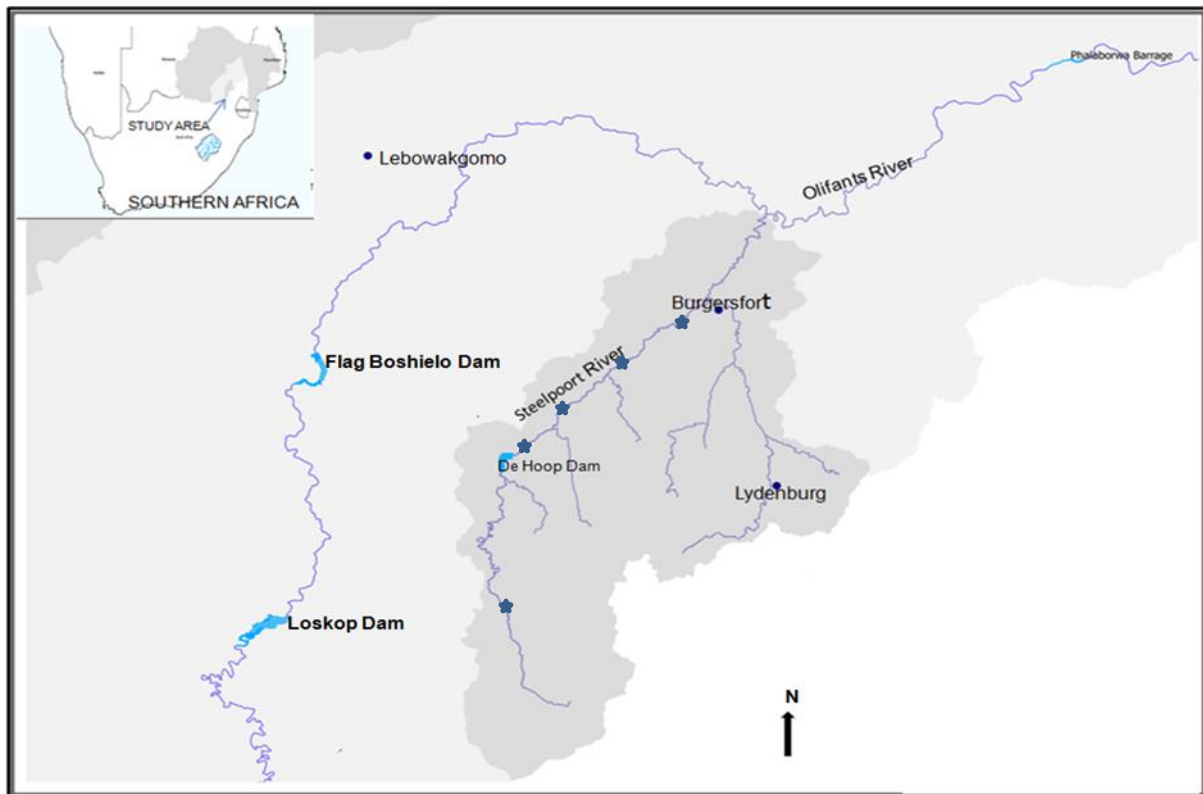 STUDY AREA
SOUTHERN AFRICA
Phalaborwa Barrage
Lebowakgomo
Olifants River
Burgersfort
Flag Boshielo Dam
Steelpoort River
De Hoop Dam
Lydenburg
Loskop Dam
N